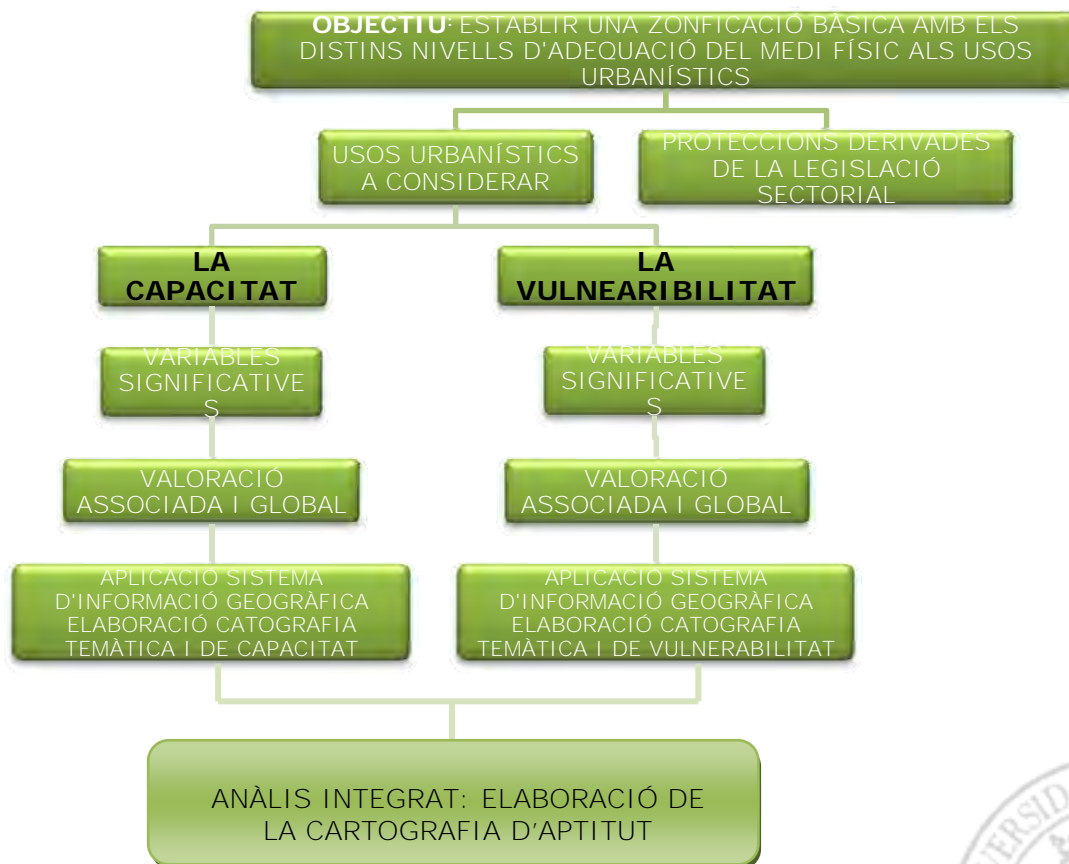 OBJECTIU: ESTABLIR UNA ZONFICACIÓ BÀSICA AMB ELS
DISTINS NIVELLS D'ADEQUACIÓ DEL MEDI FÍSIC ALS USOS
URBANÍSTICS
USOS URBANÍSTICS
A CONSIDERAR
PROTECCIONS DERIVADES
DE LA LEGISLACIÓ
SECTORIAL
LA
CAPACITAT
LA
VULNEARIBILITAT
VARIABLES
SIGNIFICATIVE
S
VARIABLES
SIGNIFICATIVE
S
VALORACIÓ
ASSOCIADA I GLOBAL
VALORACIÓ
ASSOCIADA I GLOBAL
APLICACIÓ SISTEMA
D'INFORMACIÓ GEOGRÀFICA
ELABORACIÓ CATOGRAFIA
TEMÀTICA I DE CAPACITAT
APLICACIÓ SISTEMA
D'INFORMACIÓ GEOGRÀFICA
ELABORACIÓ CATOGRAFIA
TEMÀTICA I DE VULNERABILITAT
ANÀLIS INTEGRAT: ELABORACIÓ DE
LA CARTOGRAFIA D'APTITUT